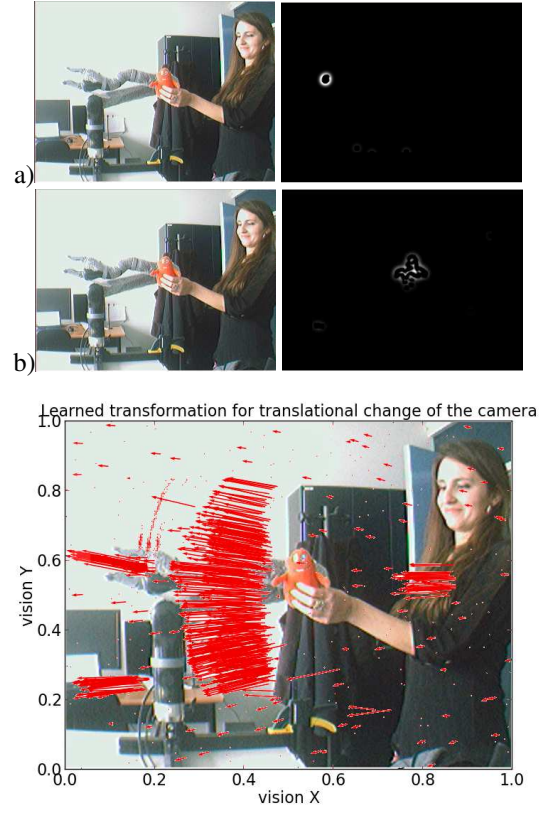 a)
b)
Learned transformation for translational change of the camera
1.0
0.8
0.6
0.4
0.2
0.0
vision Y
0.0 0.2 0.4 0.6 0.8 1.0
vision X